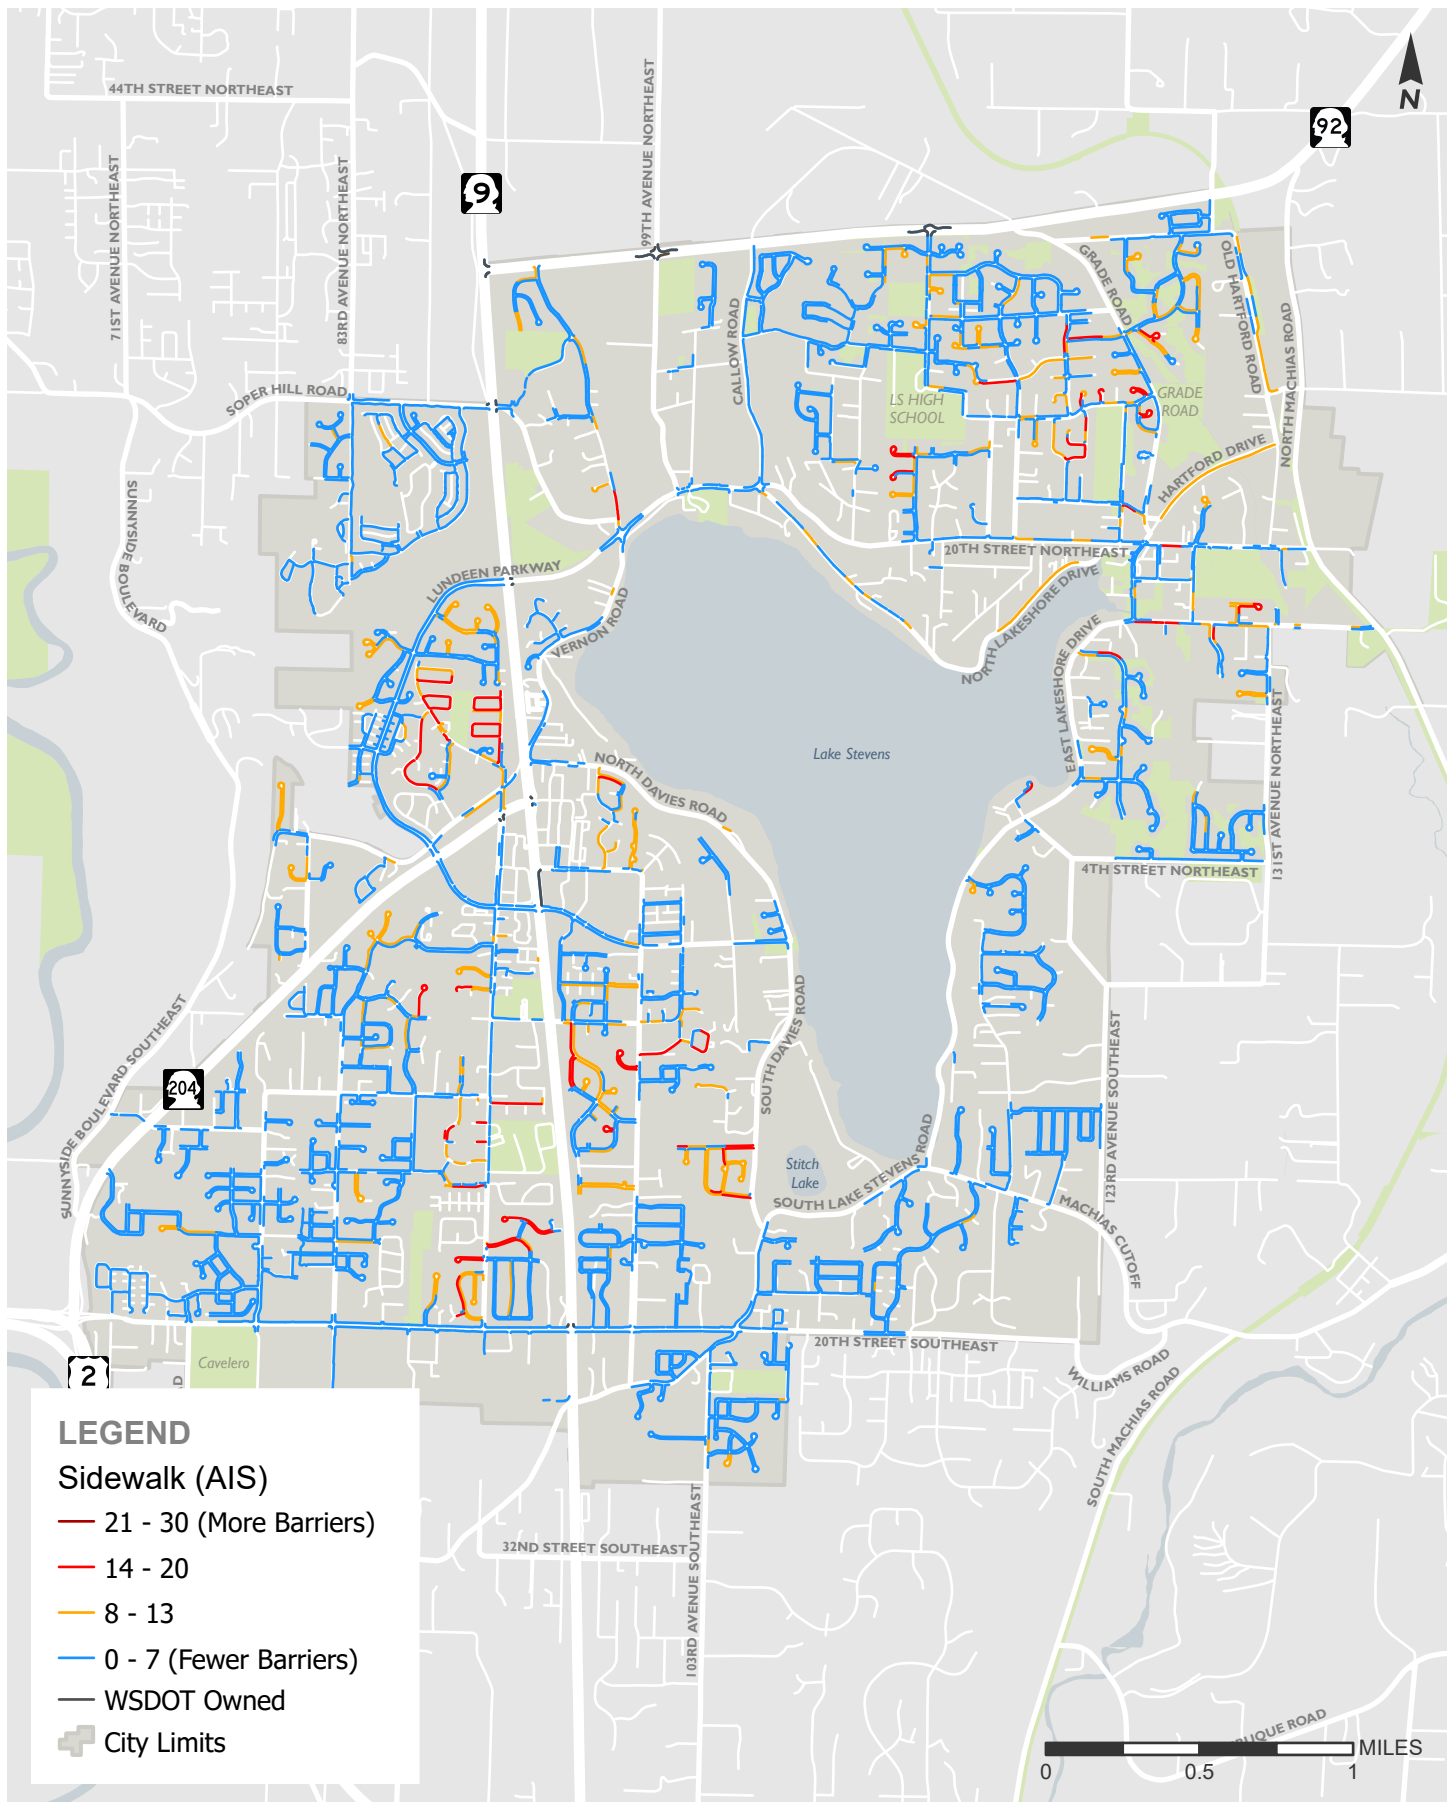 44TH STREET NORTHEAST
71ST AVENUE NORTHEAST
83RD AVENUE NORTHEAST
99TH AVENUE NORTHEAST
9
92
N
GRADE ROAD
OLD HARTFORD ROAD
NORTH MACHIAS ROAD
CALLOW ROAD
SOPER HILL ROAD
LS HIGH
SCHOOL
GRADE
ROAD
HARTFORD DRIVE
SUNNYSIDE BOULEVARD
20TH STREET NORTHEAST
LUNDEEN PARKWAY
VERNON ROAD
NORTH LAKESHORE DRIVE
EAST LAKESHORE DRIVE
131ST AVENUE NORTHEAST
Lake Stevens
NORTH DAVIES ROAD
4TH STREET NORTHEAST
SUNNYSIDE BOULEVARD SOUTHEAST
204
SOUTH DAVIES ROAD
123RD AVENUE SOUTHEAST
Stitch
Lake
SOUTH LAKE STEVENS ROAD
MACHIAS CUTOFF
20TH STREET SOUTHEAST
WILLIAMS ROAD
SOUTH MACHIAS ROAD
Cavelero
2
32ND STREET SOUTHEAST
103RD AVENUE SOUTHEAST
LEGEND
Sidewalk (AIS)
21 - 30 (More Barriers)
14 - 20
8 - 13
0 - 7 (Fewer Barriers)
WSDOT Owned
City Limits
ROAD
MILES
0 0.5 1